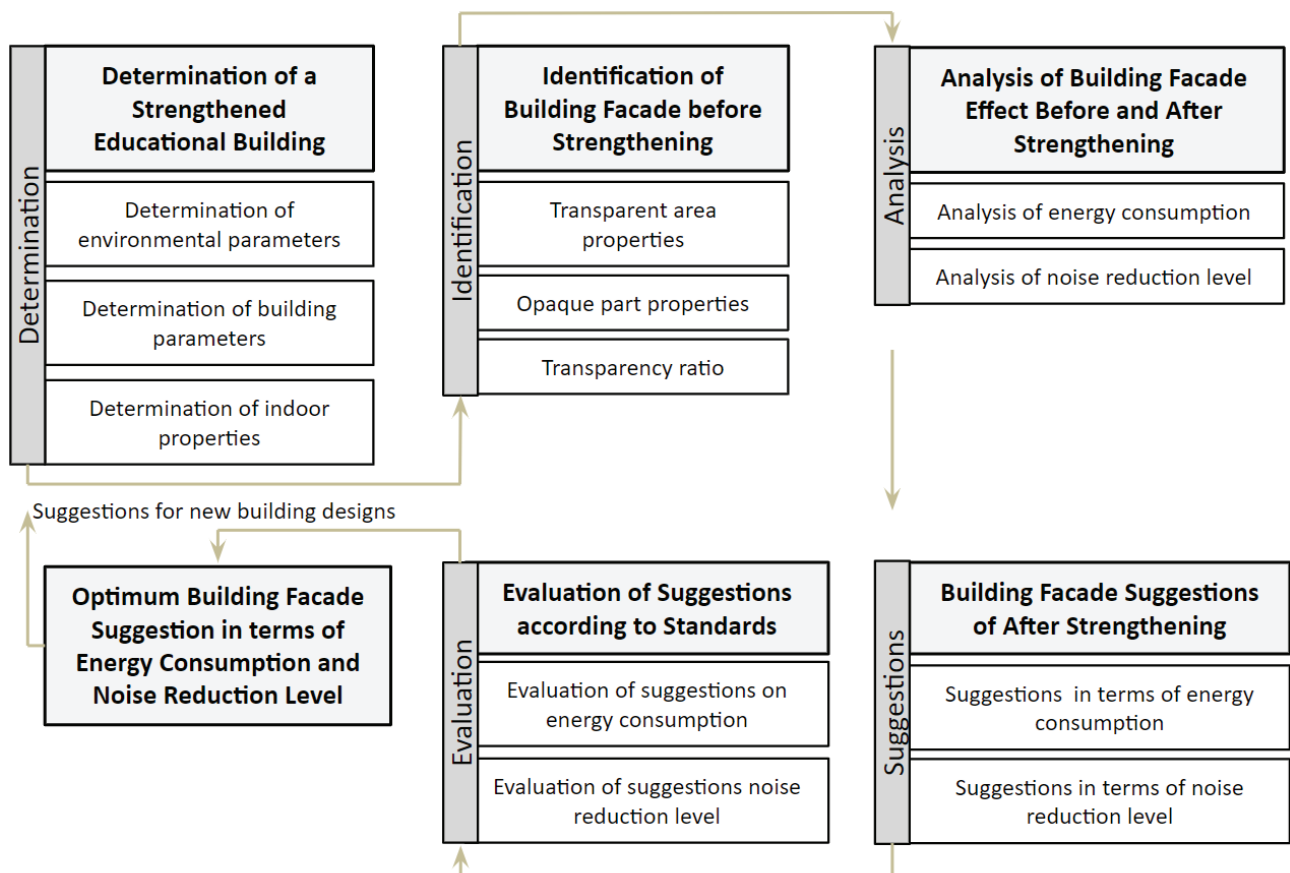 Determination
Determination of a
Strengthened
Educational Building
Determination of
environmental parameters
Determination of building
parameters
Determination of indoor
properties
Identification
Identification of
Building Facade before
Strengthening
Transparent area
properties
Opaque part properties
Transparency ratio
Analysis
Analysis of Building Facade
Effect Before and After
Strengthening
Analysis of energy consumption
Analysis of noise reduction level
Suggestions for new building designs
Optimum Building Facade
Suggestion in terms of
Energy Consumption and
Noise Reduction Level
Evaluation
Evaluation of Suggestions
according to Standards
Evaluation of suggestions on
energy consumption
Evaluation of suggestions noise
reduction level
Suggestions
Building Facade Suggestions
of After Strengthening
Suggestions in terms of energy
consumption
Suggestions in terms of noise
reduction level